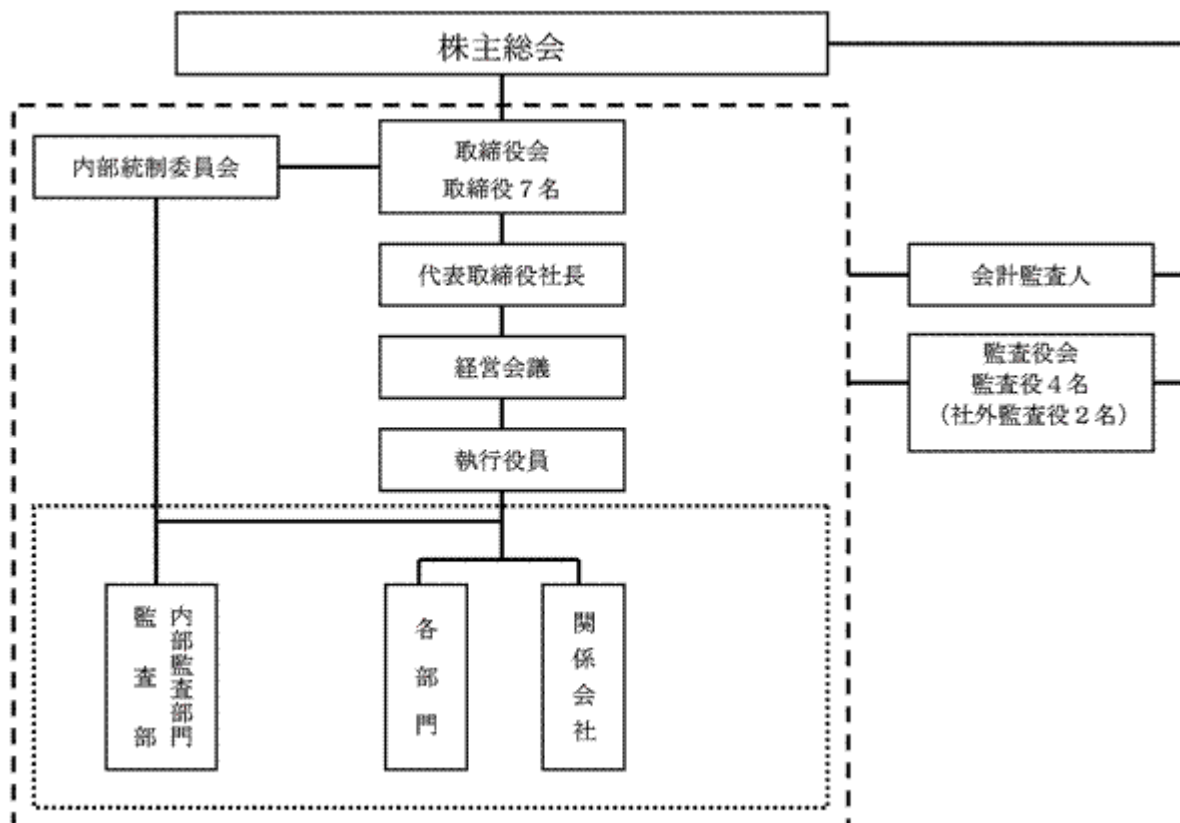 株主総会
内部統制委員会
取締役会
取締役７名
代表取締役社長
会計監査人
経営会議
監査役会
監査役４名
（社外監査役２名）
執行役員
内部監査部門
監査部
各部門
関係会社